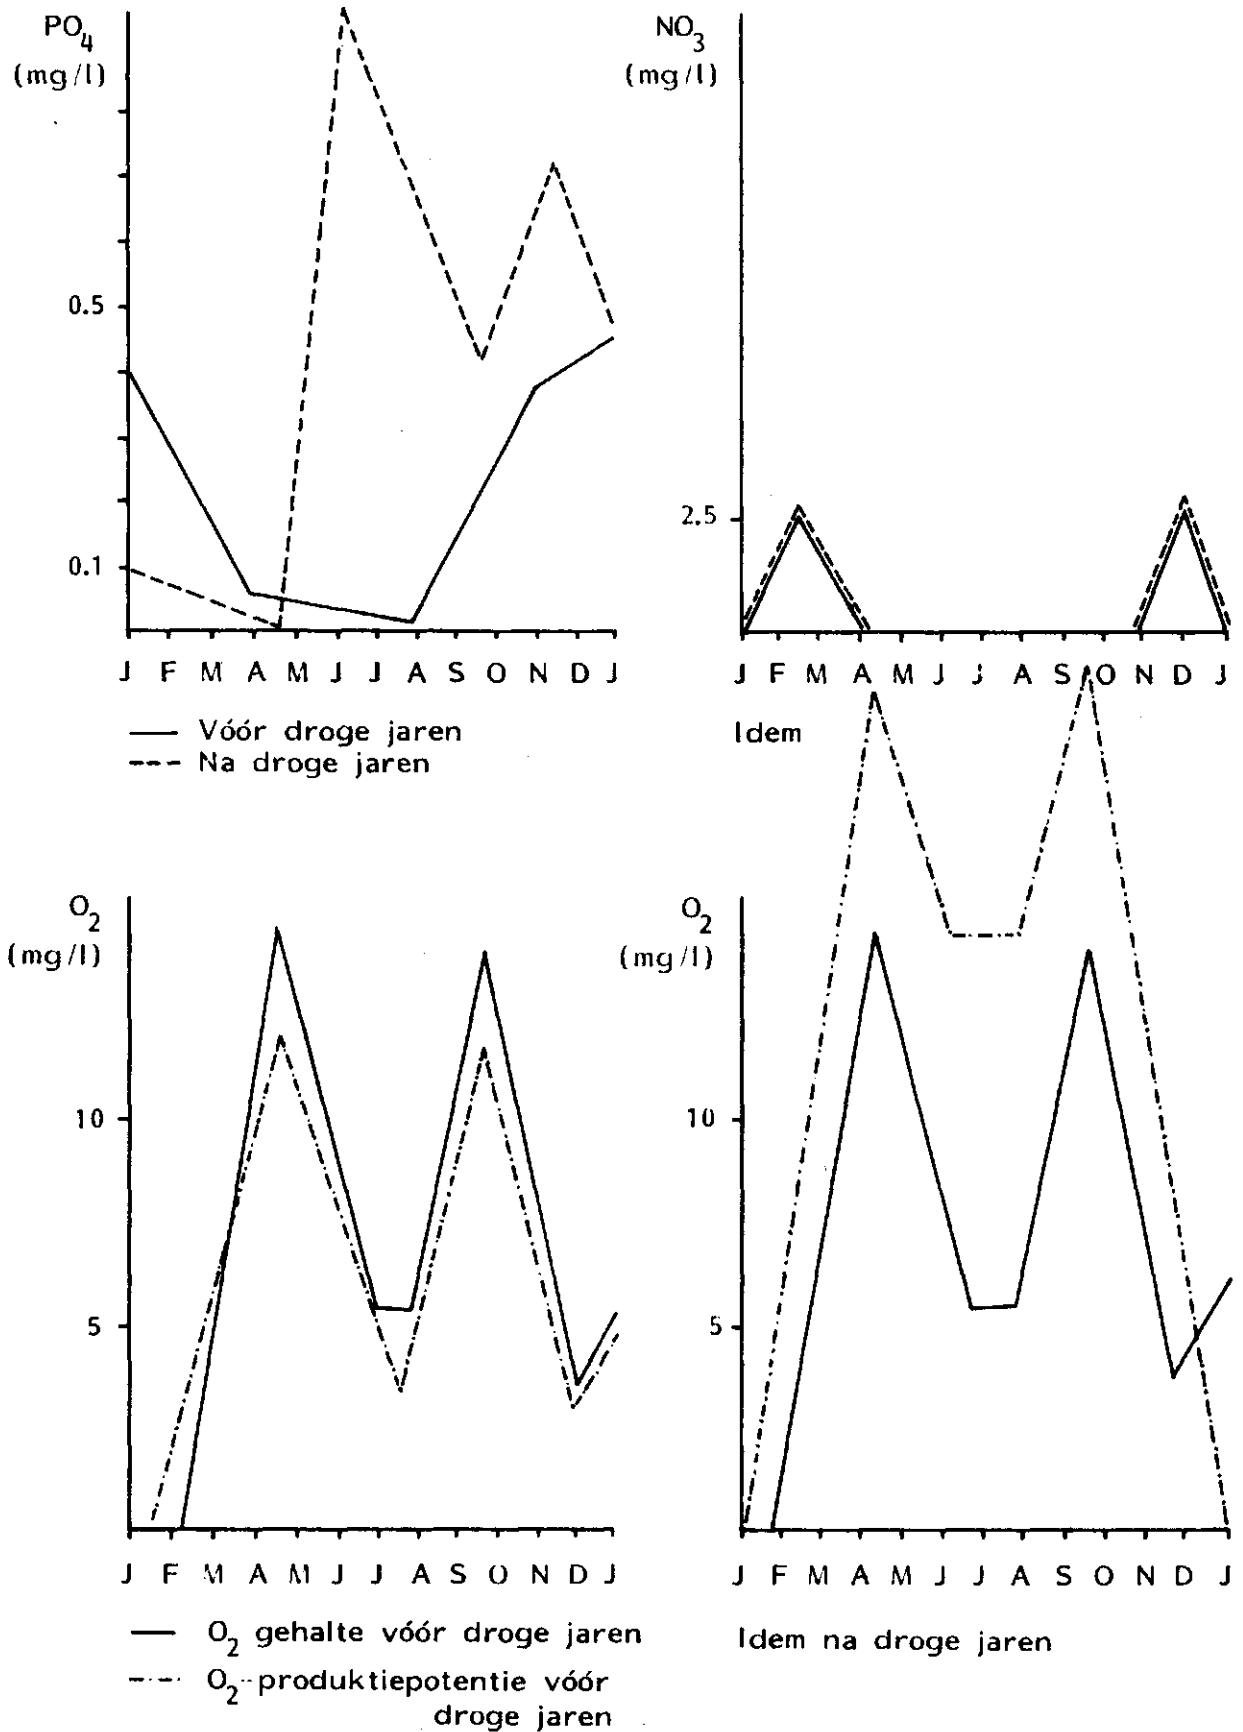 PO4
(mg/l)
0.5
0.1
J F M A M J J A S O N D J
Vóór droge jaren
Na droge jaren
NO3
(mg/l)
2.5
J F M A M J J A S O N D J
Idem
O2
(mg/l)
10
5
J F M A M J J A S O N D J
O2 gehalte vóór droge jaren
O2-produktiepotentie vóór
droge jaren
O2
(mg/l)
10
5
J F M A M J J A S O N D J
Idem na droge jaren